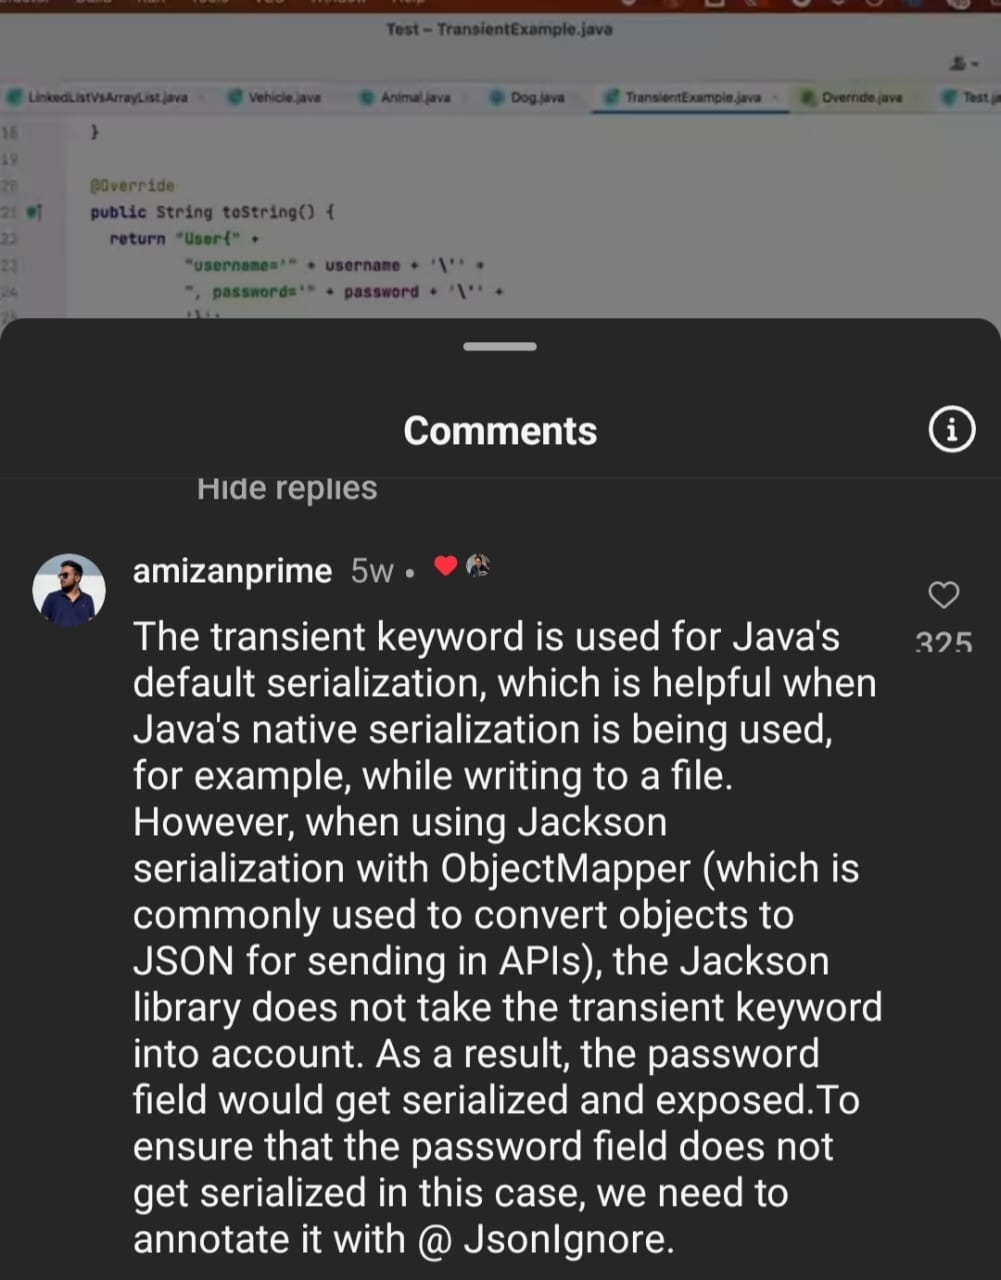 Test – TransientExample.java
LinkedListVsArrayList.java Vehicle.java Animal.java Dog.java TransientExample.java Override.java
}
19
20 @Override
21 public String toString() {
22 return "User{" +
23 "username='" + username + '\'' +
24 ", password='" + password + '\'' +
Comments
Hide replies
amizanprime 5w •
The transient keyword is used for Java's
325
default serialization, which is helpful when
Java's native serialization is being used,
for example, while writing to a file.
However, when using Jackson
serialization with ObjectMapper (which is
commonly used to convert objects to
JSON for sending in APIs), the Jackson
library does not take the transient keyword
into account. As a result, the password
field would get serialized and exposed.To
ensure that the password field does not
get serialized in this case, we need to
annotate it with @ JsonIgnore.